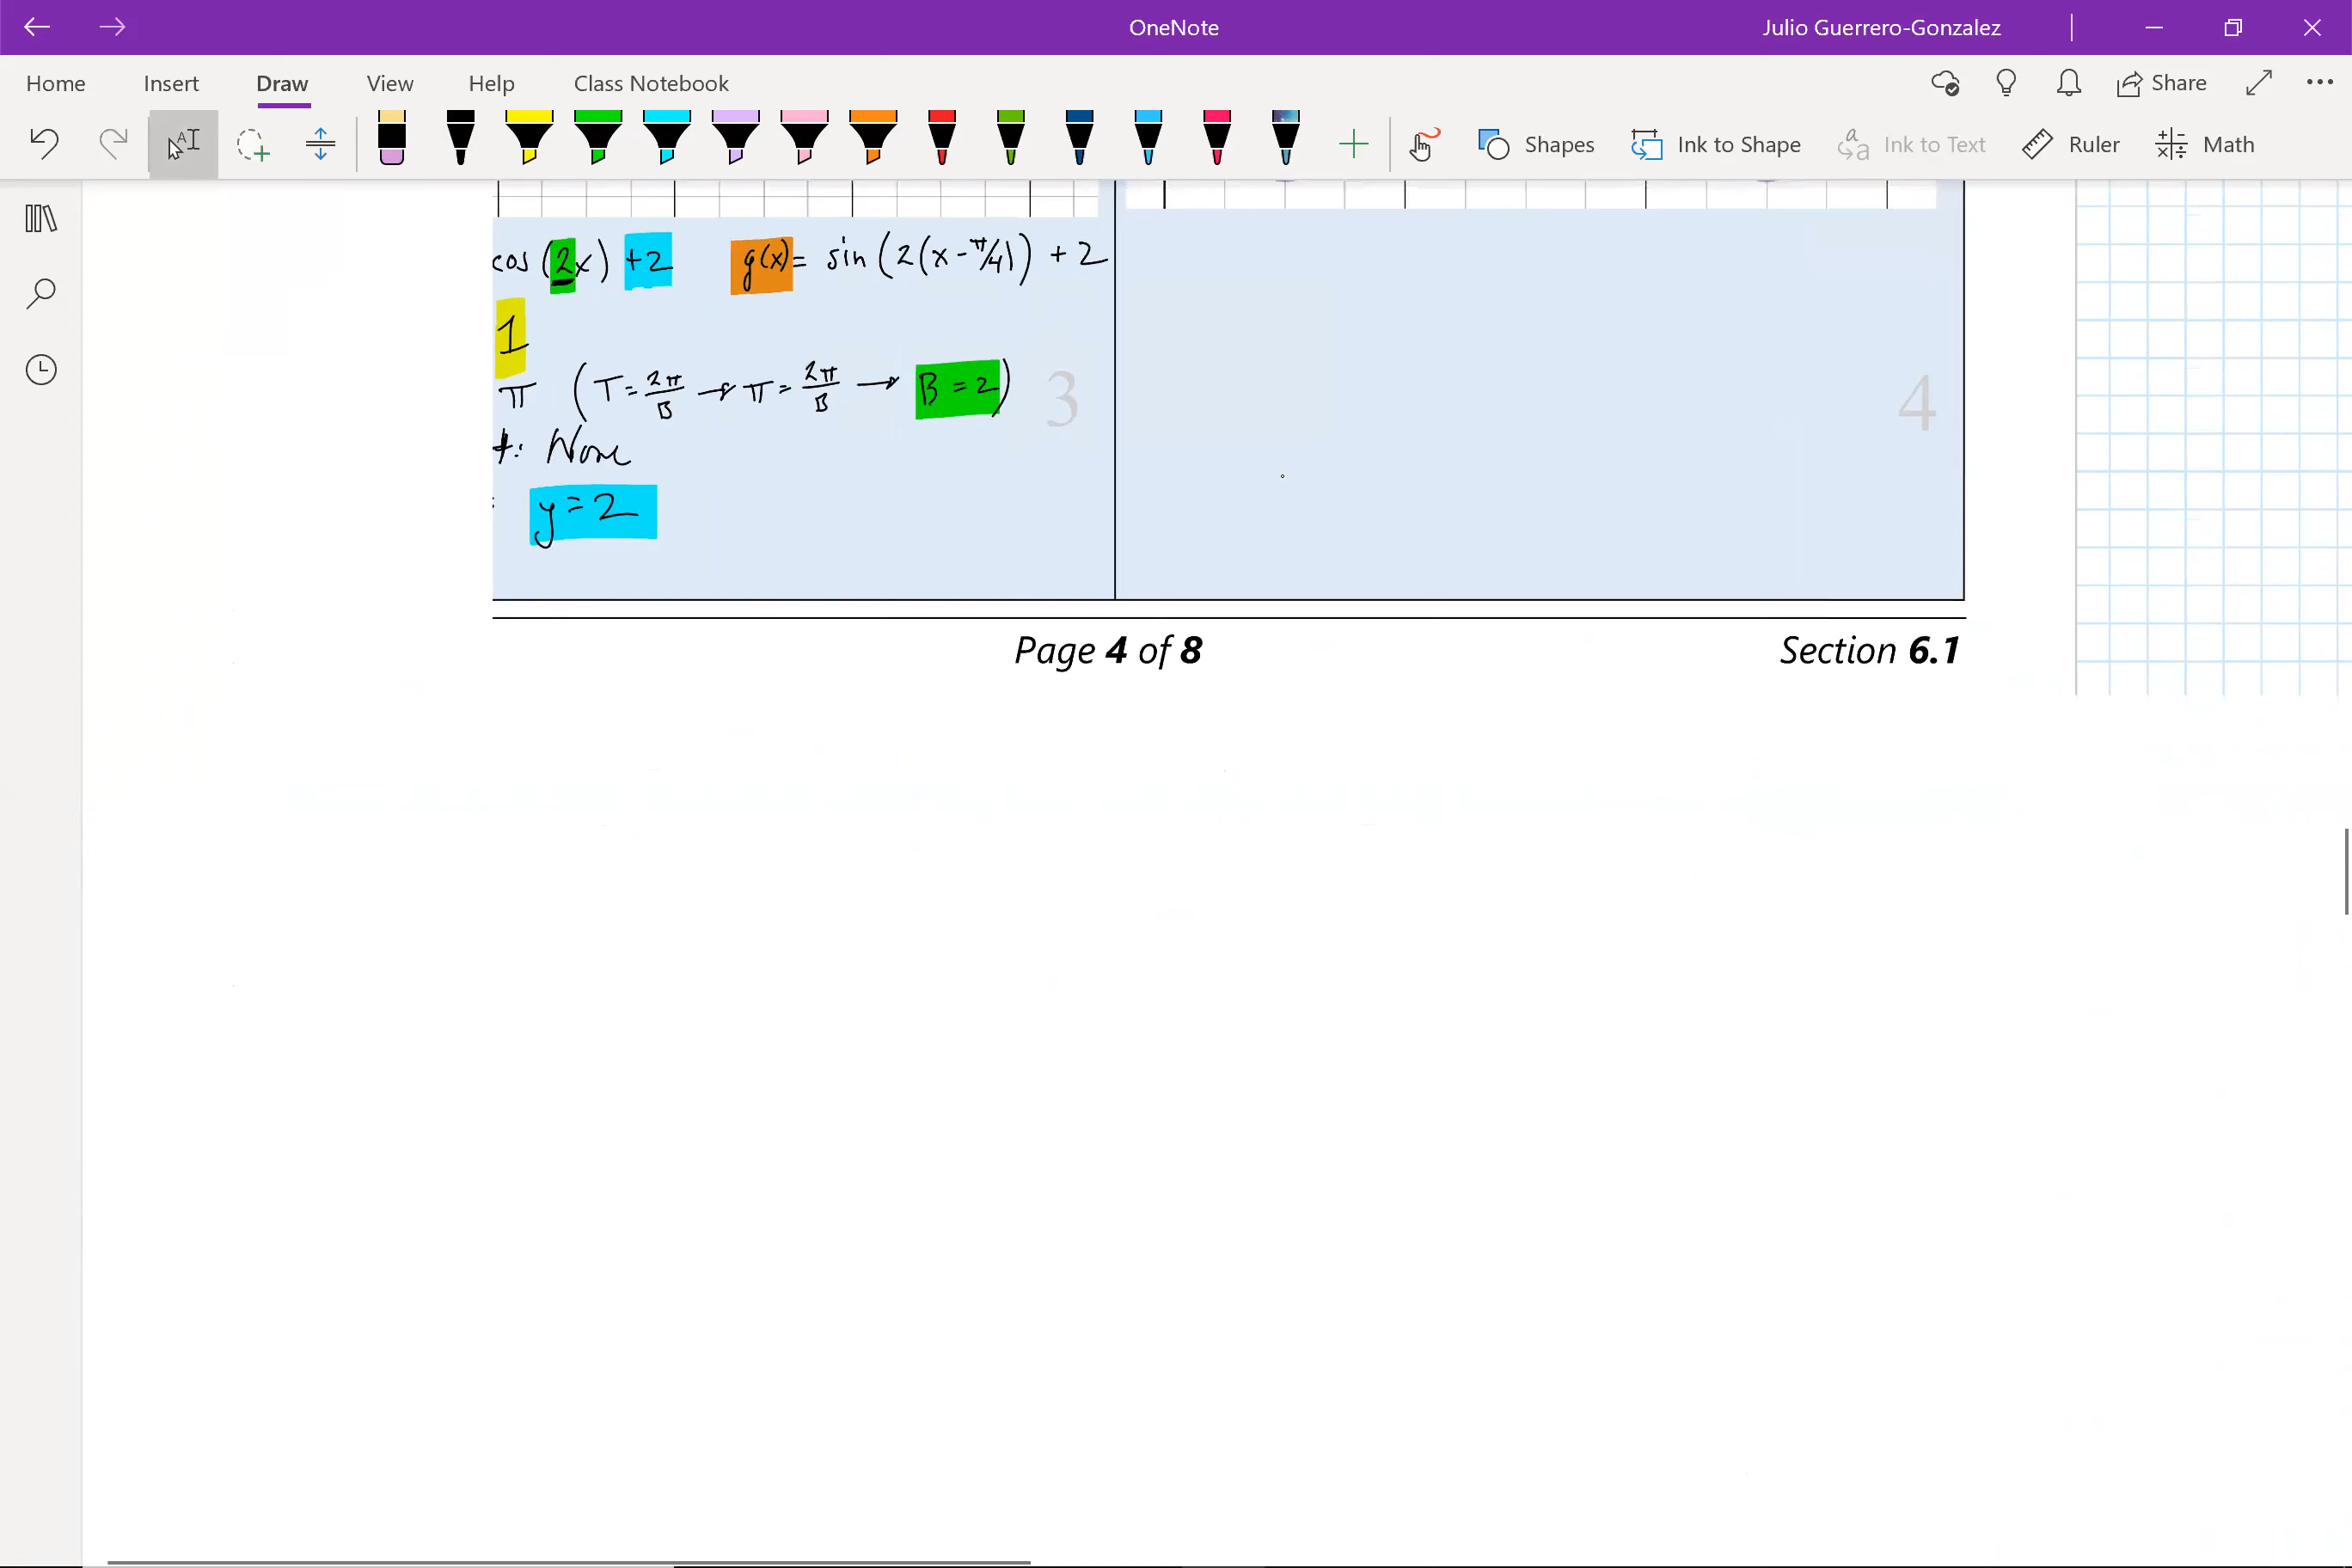 OneNote
Julio Guerrero-Gonzalez
Home Insert Draw View Help Class Notebook
Share
Shapes Ink to Shape Ink to Text Ruler Math
cos (2x) +2 g(x) = sin (2(x - π/4)) + 2
1
π (T = 2π/B → π = 2π/B → B = 2) 3
4
t: None
: y = 2
Page 4 of 8
Section 6.1